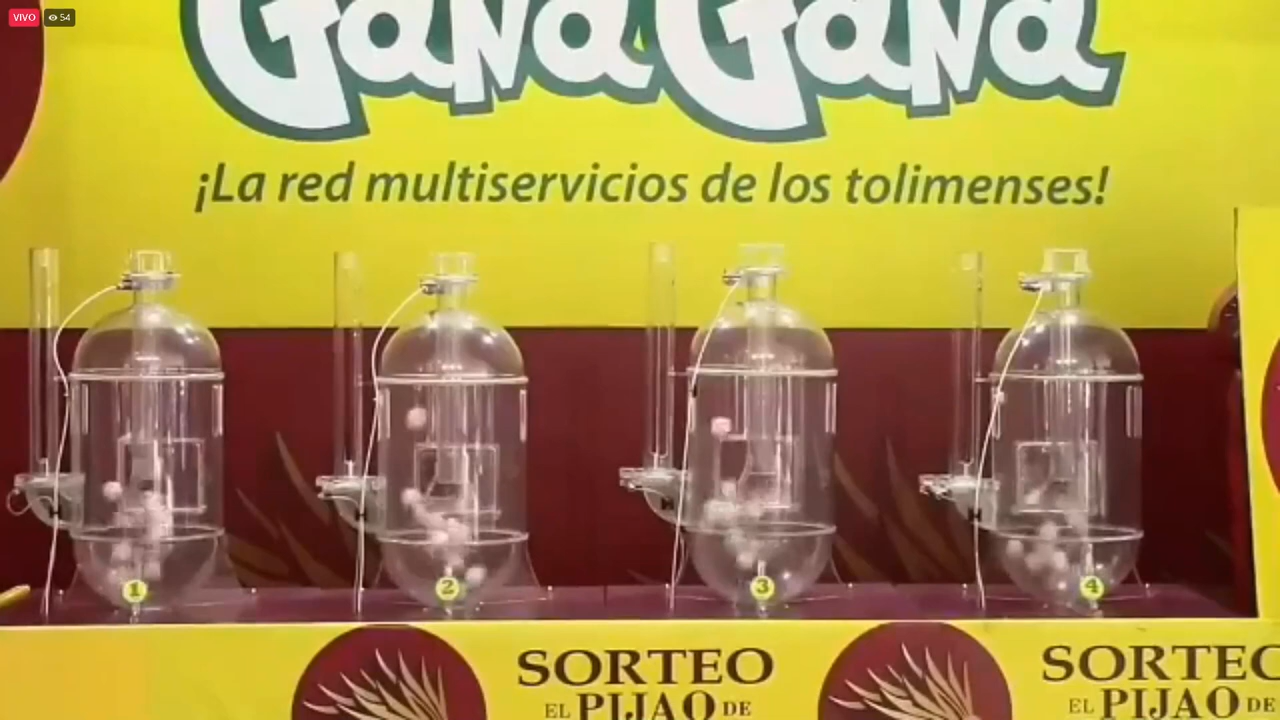 VIVO 54
GANAGANA
¡La red multiservicios de los tolimenses!
1 2 3 4
SORTEO
EL PIJAO DE
SORTEO
EL PIJAO DE